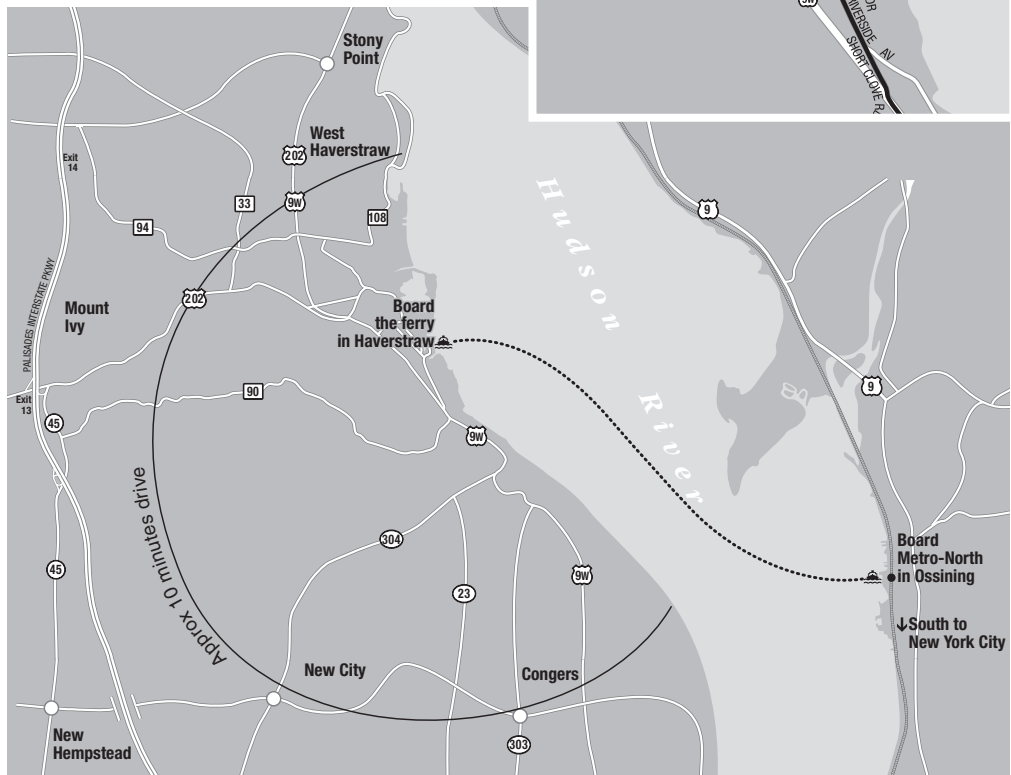 9W
RIVERSIDE AV
SHORT CLOVE R
Stony
Point
West
Haverstraw
202
9W
33
94
108
Exit
14
PALISADES INTERSTATE PKWY
Mount
Ivy
202
Hudson
River
9
Board
the ferry
in Haverstraw
90
Exit
13
45
9W
9
Approx 10 minutes drive
304
23
9W
45
Board
Metro-North
in Ossining
South to
New York City
New City
Congers
303
New
Hempstead